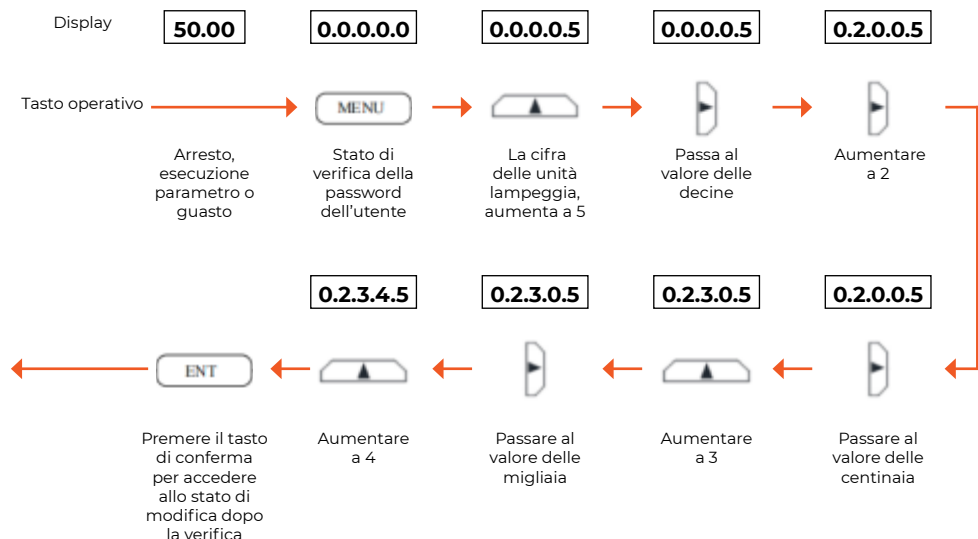 Display
50.00
0.0.0.0.0
0.0.0.0.5
0.0.0.0.5
0.2.0.0.5
Tasto operativo
MENU
Arresto,
esecuzione
parametro o
guasto
Stato di
verifica della
password
dell'utente
La cifra
delle unità
lampeggia,
aumenta a 5
Passa al
valore delle
decine
Aumentare
a 2
0.2.3.4.5
0.2.3.0.5
0.2.3.0.5
0.2.0.0.5
ENT
Premere il tasto
di conferma
per accedere
allo stato di
modifica dopo
la verifica
Aumentare
a 4
Passare al
valore delle
migliaia
Aumentare
a 3
Passare al
valore delle
centinaia